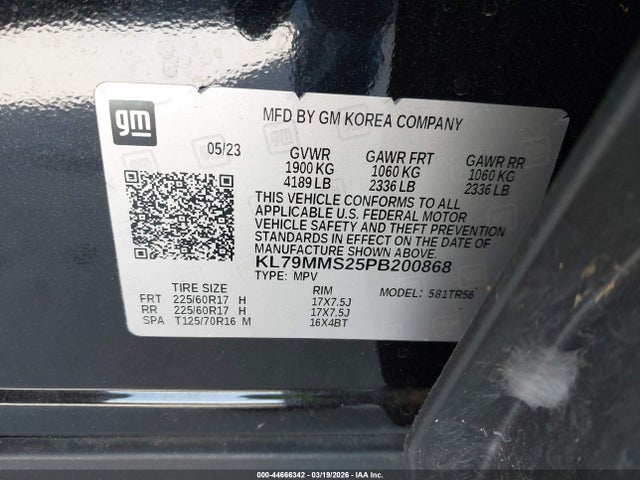 gm
MFD BY GM KOREA COMPANY
05/23 GVWR GAWR FRT GAWR RR
1900 KG 1060 KG 1060 KG
4189 LB 2336 LB 2336 LB
THIS VEHICLE CONFORMS TO ALL
APPLICABLE U.S. FEDERAL MOTOR
VEHICLE SAFETY AND THEFT
PREVENTION STANDARDS
IN EFFECT ON THE DATE OF
MANUFACTURE SHOWN ABOVE.
KL79MMS25PB200868
TYPE: MPV MODEL: 581TR56
TIRE SIZE RIM
FRT 225/60R17 H 17X7.5J
RR 225/60R17 H 17X7.5J
SPA T125/70R16 M 16X4BT
000-44666342 | 03/19/2026 | IAA Inc.